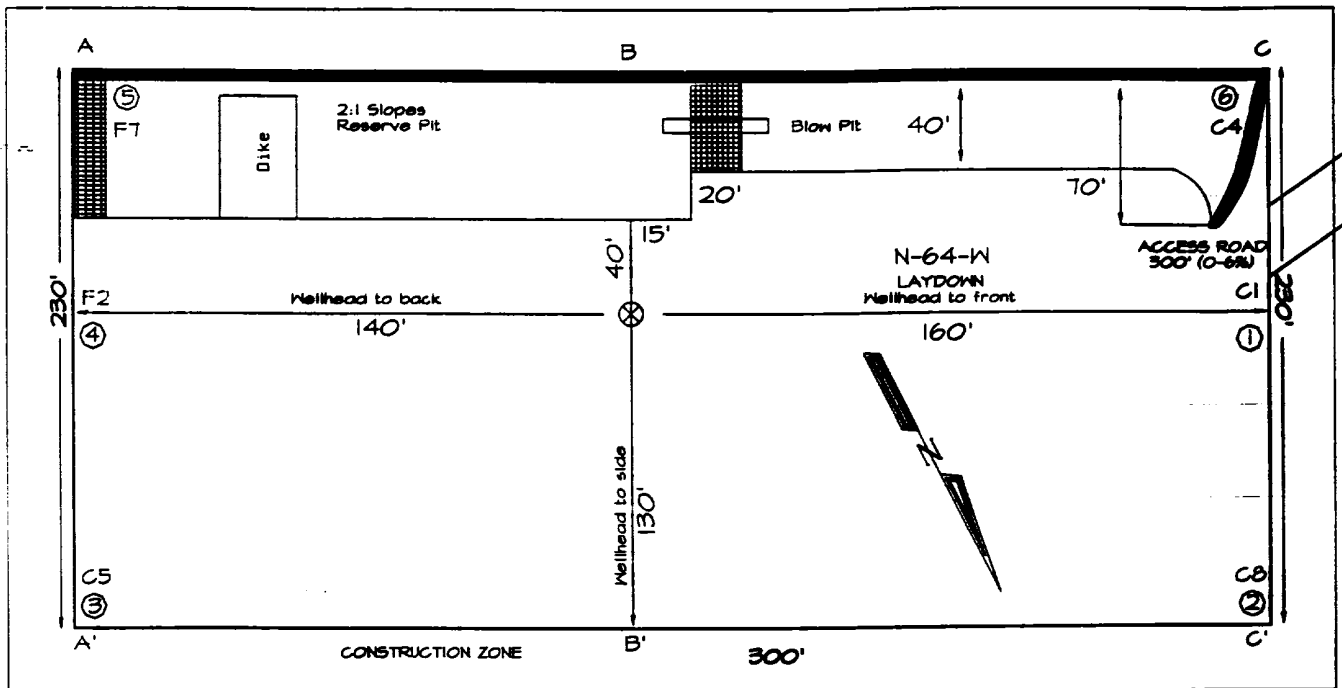 A
B
C
⑤
F7
2:1 Slopes
Reserve Pit
Dike
Blow Pit
40'
⑥
C4
70'
20'
15'
40'
N-64-W
LAYDOWN
Wellhead to front
ACCESS ROAD
300' (0-6%)
230'
F2
Wellhead to back
C1
230'
④
140'
160'
①
N
Wellhead to side
130'
C5
③
C8
②
A'
CONSTRUCTION ZONE
B'
300'
C'